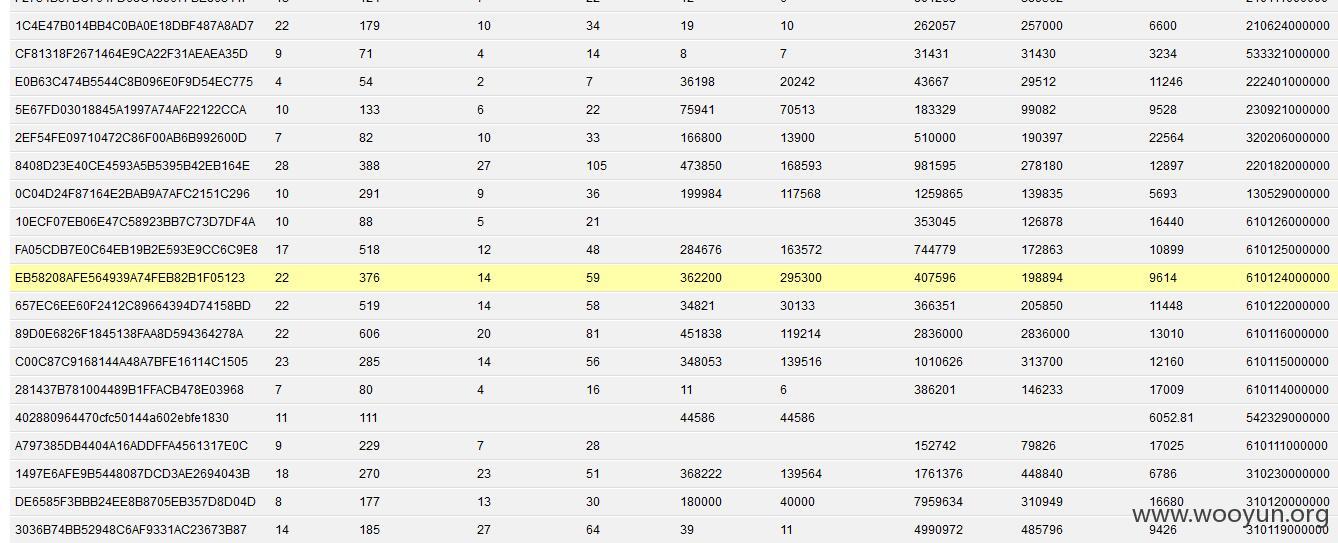 1C4E47B014BB4C0BA0E18DBF487A8AD7 22 179 10 34 19 10 262057 257000 6600 210624000000
CF81318F2671464E9CA22F31AEAEA35D 9 71 4 14 8 7 31431 31430 3234 533321000000
E0B63C474B5544C8B096E0F9D54EC775 4 54 2 7 36198 20242 43667 29512 11246 222401000000
5E67FD03018845A1997A74AF22122CCA 10 133 6 22 75941 70513 183329 99082 9528 230921000000
2EF54FE09710472C86F00AB6B992600D 7 82 10 33 166800 13900 510000 190397 22564 320206000000
8408D23E40CE4593A5B5395B42EB164E 28 388 27 105 473850 168593 981595 278180 12897 220182000000
0C04D24F87164E2BAB9A7AFC2151C296 10 291 9 36 199984 117568 1259865 139835 5693 130529000000
10ECF07EB06E47C58923BB7C73D7DF4A 10 88 5 21 353045 126878 16440 610126000000
FA05CDB7E0C64EB19B2E593E9CC6C9E8 17 518 12 48 284676 163572 744779 172863 10899 610125000000
EB58208AFE564939A74FEB82B1F05123 22 376 14 59 362200 295300 407596 198894 9614 610124000000
657EC6EE60F2412C89664394D74158BD 22 519 14 58 34821 30133 366351 205850 11448 610122000000
89D0E6826F1845138FAA8D594364278A 22 606 20 81 451838 119214 2836000 2836000 13010 610116000000
C00C87C9168144A48A7BFE16114C1505 23 285 14 56 348053 139516 1010626 313700 12160 610115000000
281437B781004489B1FFACB478E03968 7 80 4 16 11 6 386201 146233 17009 610114000000
402880964470cfc50144a602ebfe1830 11 111 44586 44586 6052.81 542329000000
A797385DB4404A16ADDFFA4561317E0C 9 229 7 28 152742 79826 17025 610111000000
1497E6AFE9B5448087DCD3AE2694043B 18 270 23 51 368222 139564 1761376 448840 6786 310230000000
DE6585F3BBB24EE8B8705EB357D8D04D 8 177 13 30 180000 40000 7959634 310949 16680 310120000000
www.wooyun.org
3036B74BB52948C6AF9331AC23673B87 14 185 27 64 39 11 4990972 485796 9426 310119000000